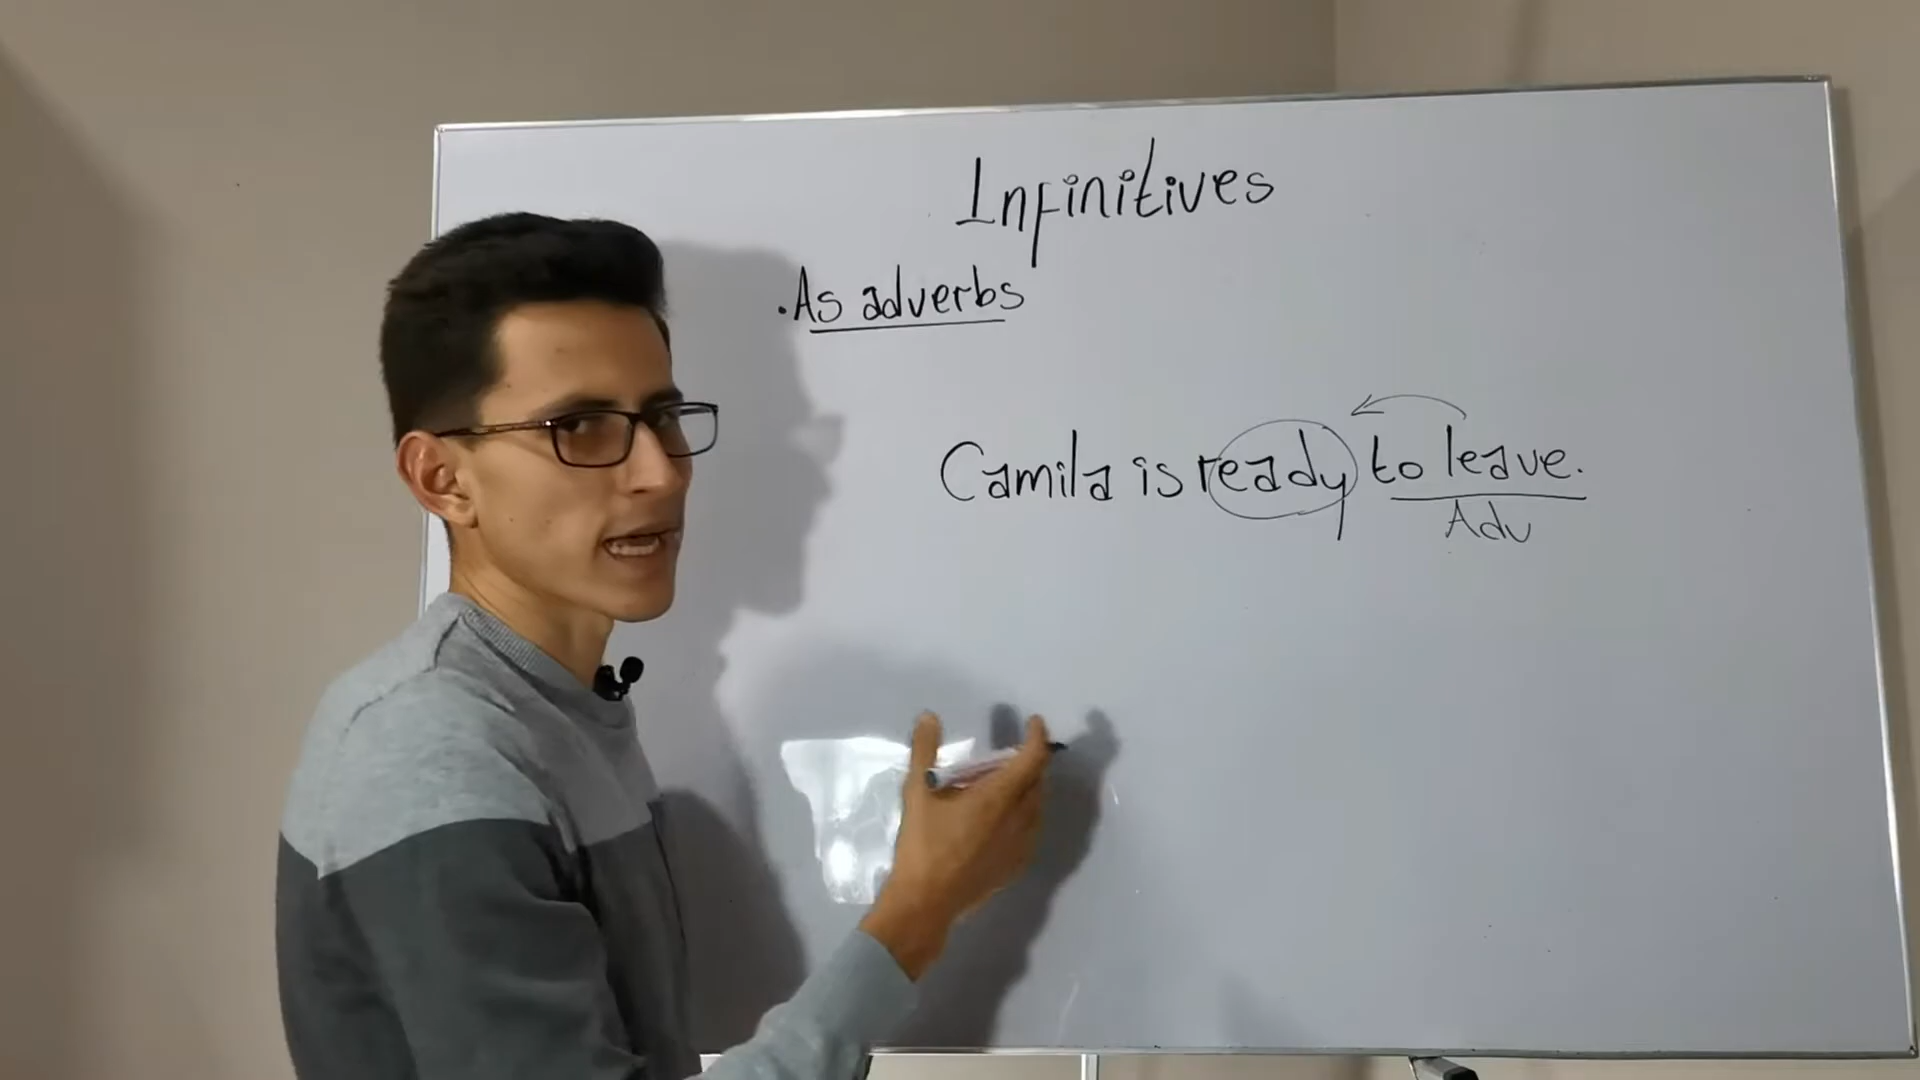 Infinitives
. As adverbs
Camila is ready to leave.
Adv